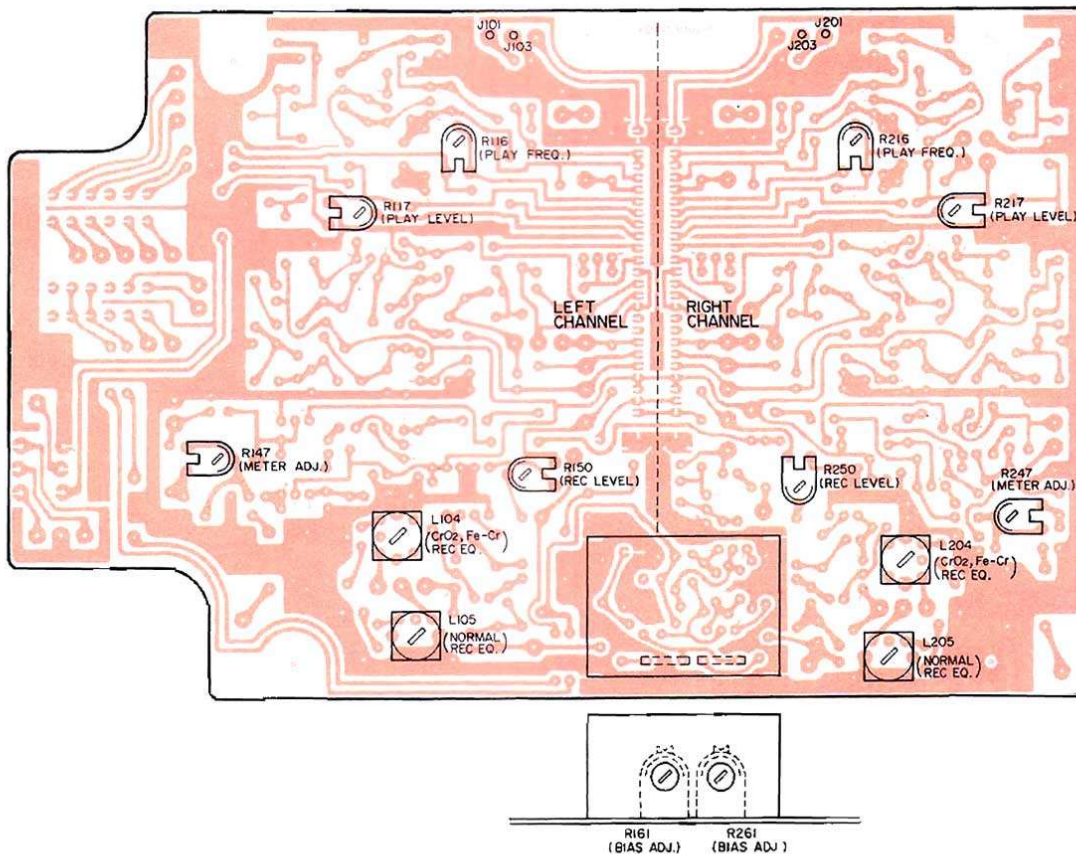 J101
J103
J201
J203
R116
(PLAY FREQ.)
R216
(PLAY FREQ.)
R117
(PLAY LEVEL)
R217
(PLAY LEVEL)
LEFT
CHANNEL
RIGHT
CHANNEL
R147
(METER ADJ.)
R150
(REC LEVEL)
R250
(REC LEVEL)
R247
(METER ADJ.)
L104
(CrO2, Fe-Cr)
REC EQ.
L204
(CrO2, Fe-Cr)
REC EQ.
L105
(NORMAL
REC EQ.)
L205
(NORMAL
REC EQ.)
R161
(BIAS ADJ.)
R261
(BIAS ADJ)